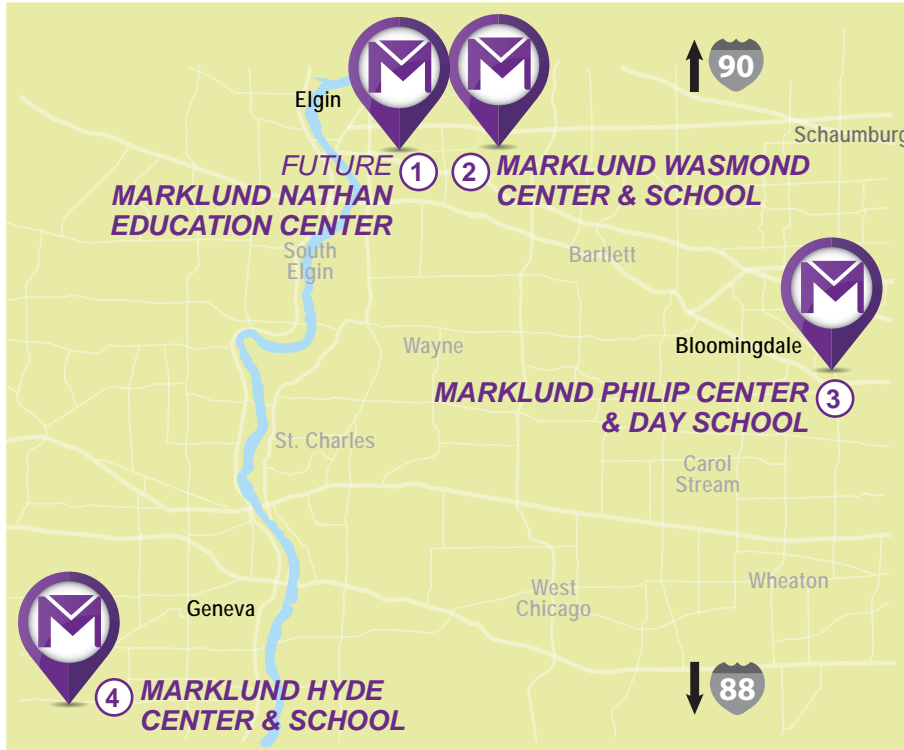 90
Elgin
Schaumburg
FUTURE 1
MARKLUND NATHAN
EDUCATION CENTER
2 MARKLUND WASMOND
CENTER & SCHOOL
South
Elgin
Bartlett
Wayne
Bloomingdale
MARKLUND PHILIP CENTER 3
& DAY SCHOOL
St. Charles
Carol
Stream
West
Chicago
Wheaton
Geneva
4 MARKLUND HYDE
CENTER & SCHOOL
88